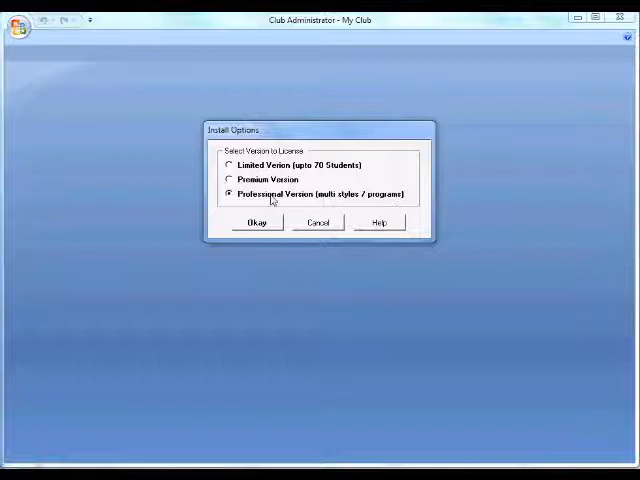 Club Administrator - My Club
Install Options
Select Version to License
Limited Verion (upto 70 Students)
Premium Version
Professional Version (multi styles / programs)
Okay
Cancel
Help